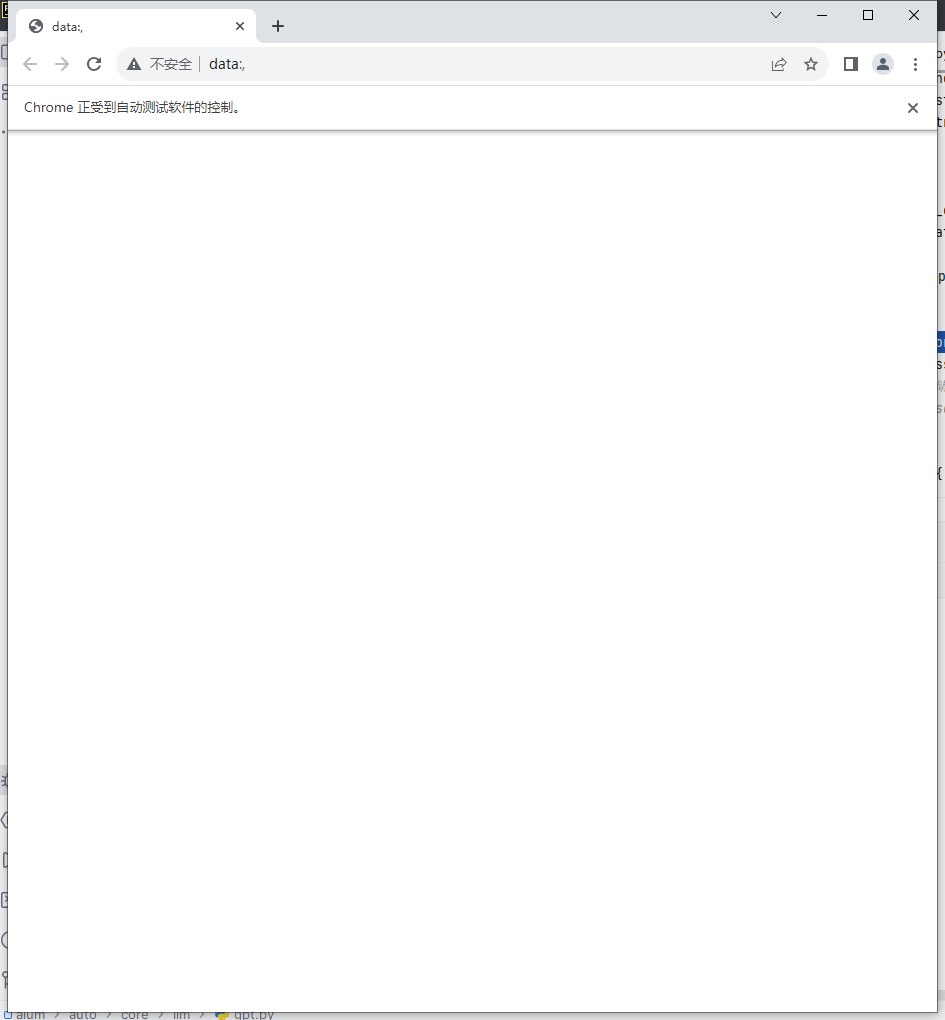 data:,
不安全 data:,
Chrome 正受到自动测试软件的控制。
auto > core > llm > gpt.py